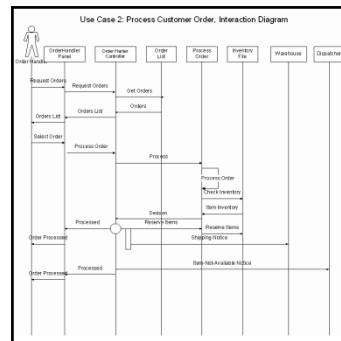 Use Case 2: Process Customer Order, Interaction Diagram
OrderHandler
Panel
Controller
Order
List
Process
Order
Inventory
File
Warehouse
Dispatcher
Order Handler
Request Orders
Request Orders
Get Orders
Orders
Orders List
Orders List
Select Order
Process Order
Process
Process Order
Check Inventory
Item Inventory
Reserve Items
Processed
Reserve Items
Order Processed
Shipping Notice
Item-Not-Available Notice
Processed
Order Processed